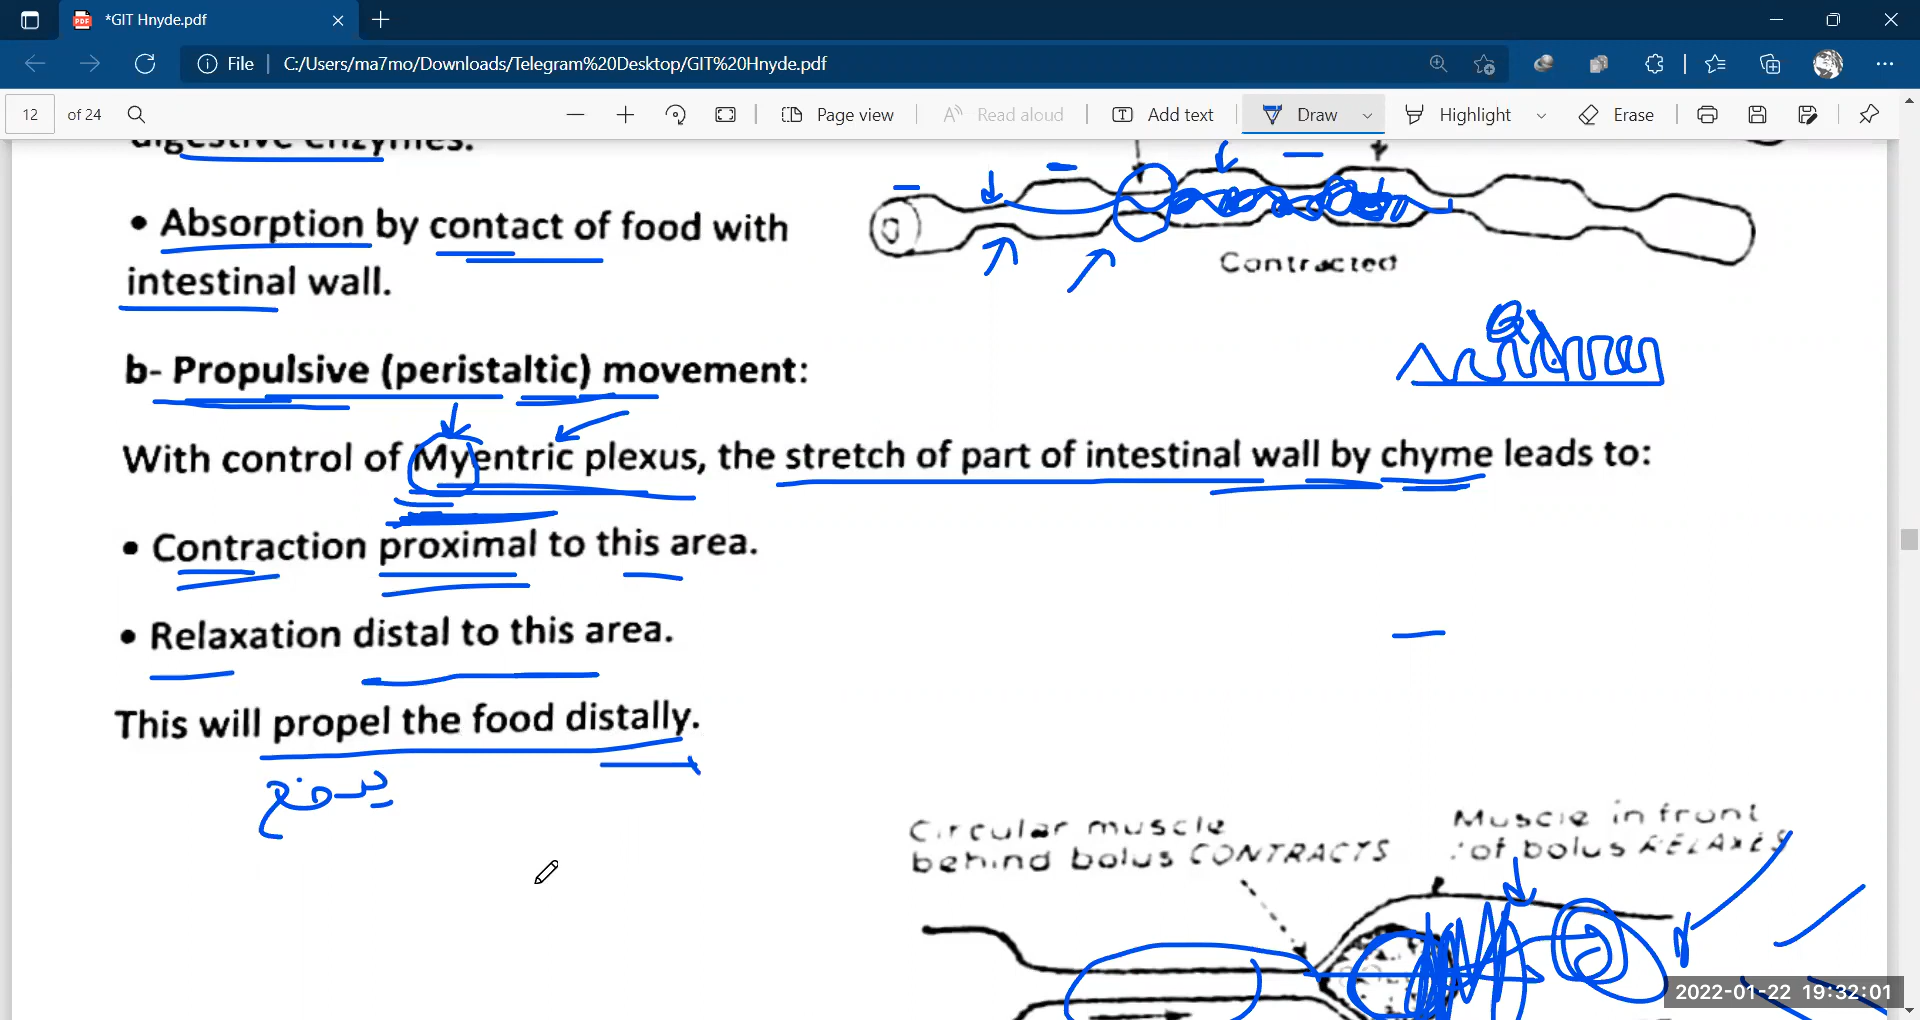 *GIT Hnyde.pdf
File
C:/Users/ma7mo/Downloads/Telegram%20Desktop/GIT%20Hnyde.pdf
12 of 24
Page view
Read aloud
Add text
Draw
Highlight
Erase
digestive enzymes.
• Absorption by contact of food with
intestinal wall.
Contracted
b- Propulsive (peristaltic) movement:
With control of Myentric plexus, the stretch of part of intestinal wall by chyme leads to:
• Contraction proximal to this area.
• Relaxation distal to this area.
This will propel the food distally.
Circular muscle
behind bolus CONTRACTS
Muscle in front
of bolus RELAXES
2022-01-22 19:32:01